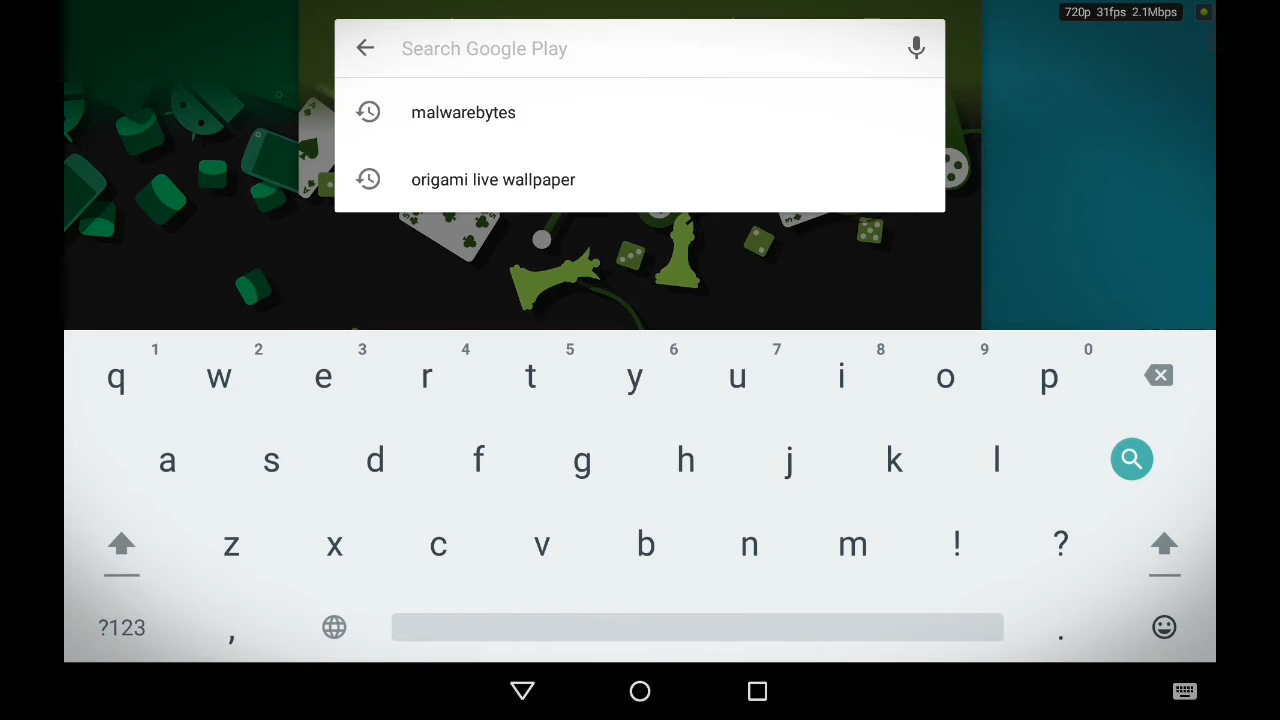 720p 31fps 2.1Mbps
Search Google Play
malwarebytes
origami live wallpaper
1 2 3 4 5 6 7 8 9 0
q w e r t y u i o p
a s d f g h j k l
z x c v b n m ! ?
?123 , .